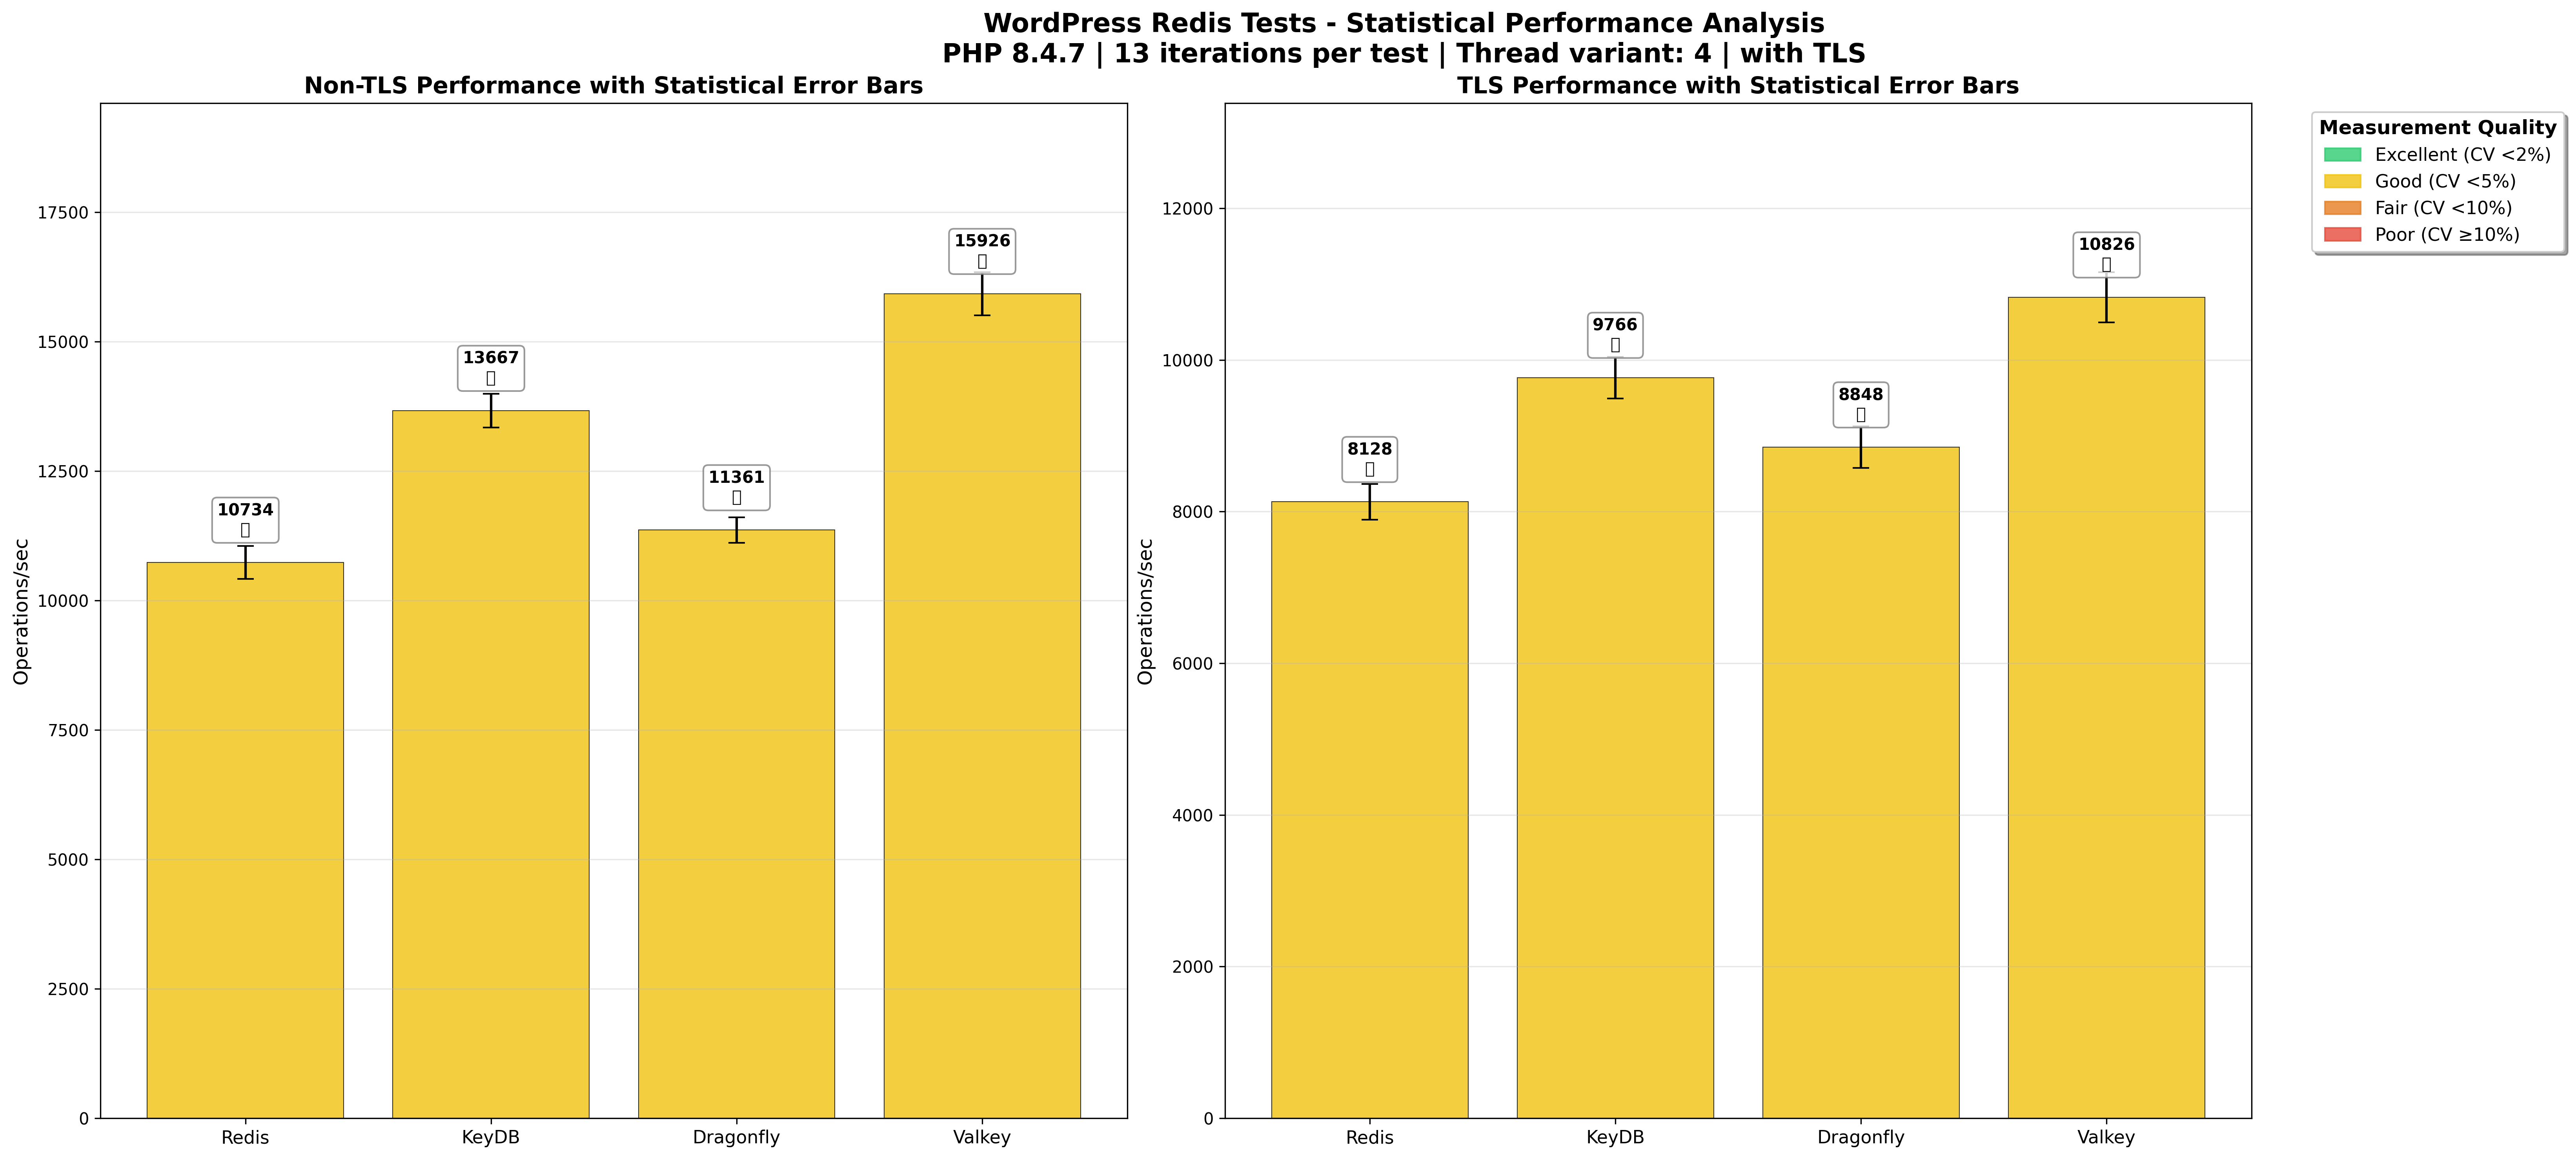 WordPress Redis Tests - Statistical Performance Analysis
PHP 8.4.7 | 13 iterations per test | Thread variant: 4 | with TLS
Non-TLS Performance with Statistical Error Bars
Operations/sec
17500
15000
12500
10000
7500
5000
2500
0
10734
13667
11361
15926
Redis
KeyDB
Dragonfly
Valkey
TLS Performance with Statistical Error Bars
Operations/sec
12000
10000
8000
6000
4000
2000
0
8128
9766
8848
10826
Redis
KeyDB
Dragonfly
Valkey
Measurement Quality
Excellent (CV <2%)
Good (CV <5%)
Fair (CV <10%)
Poor (CV ≥10%)